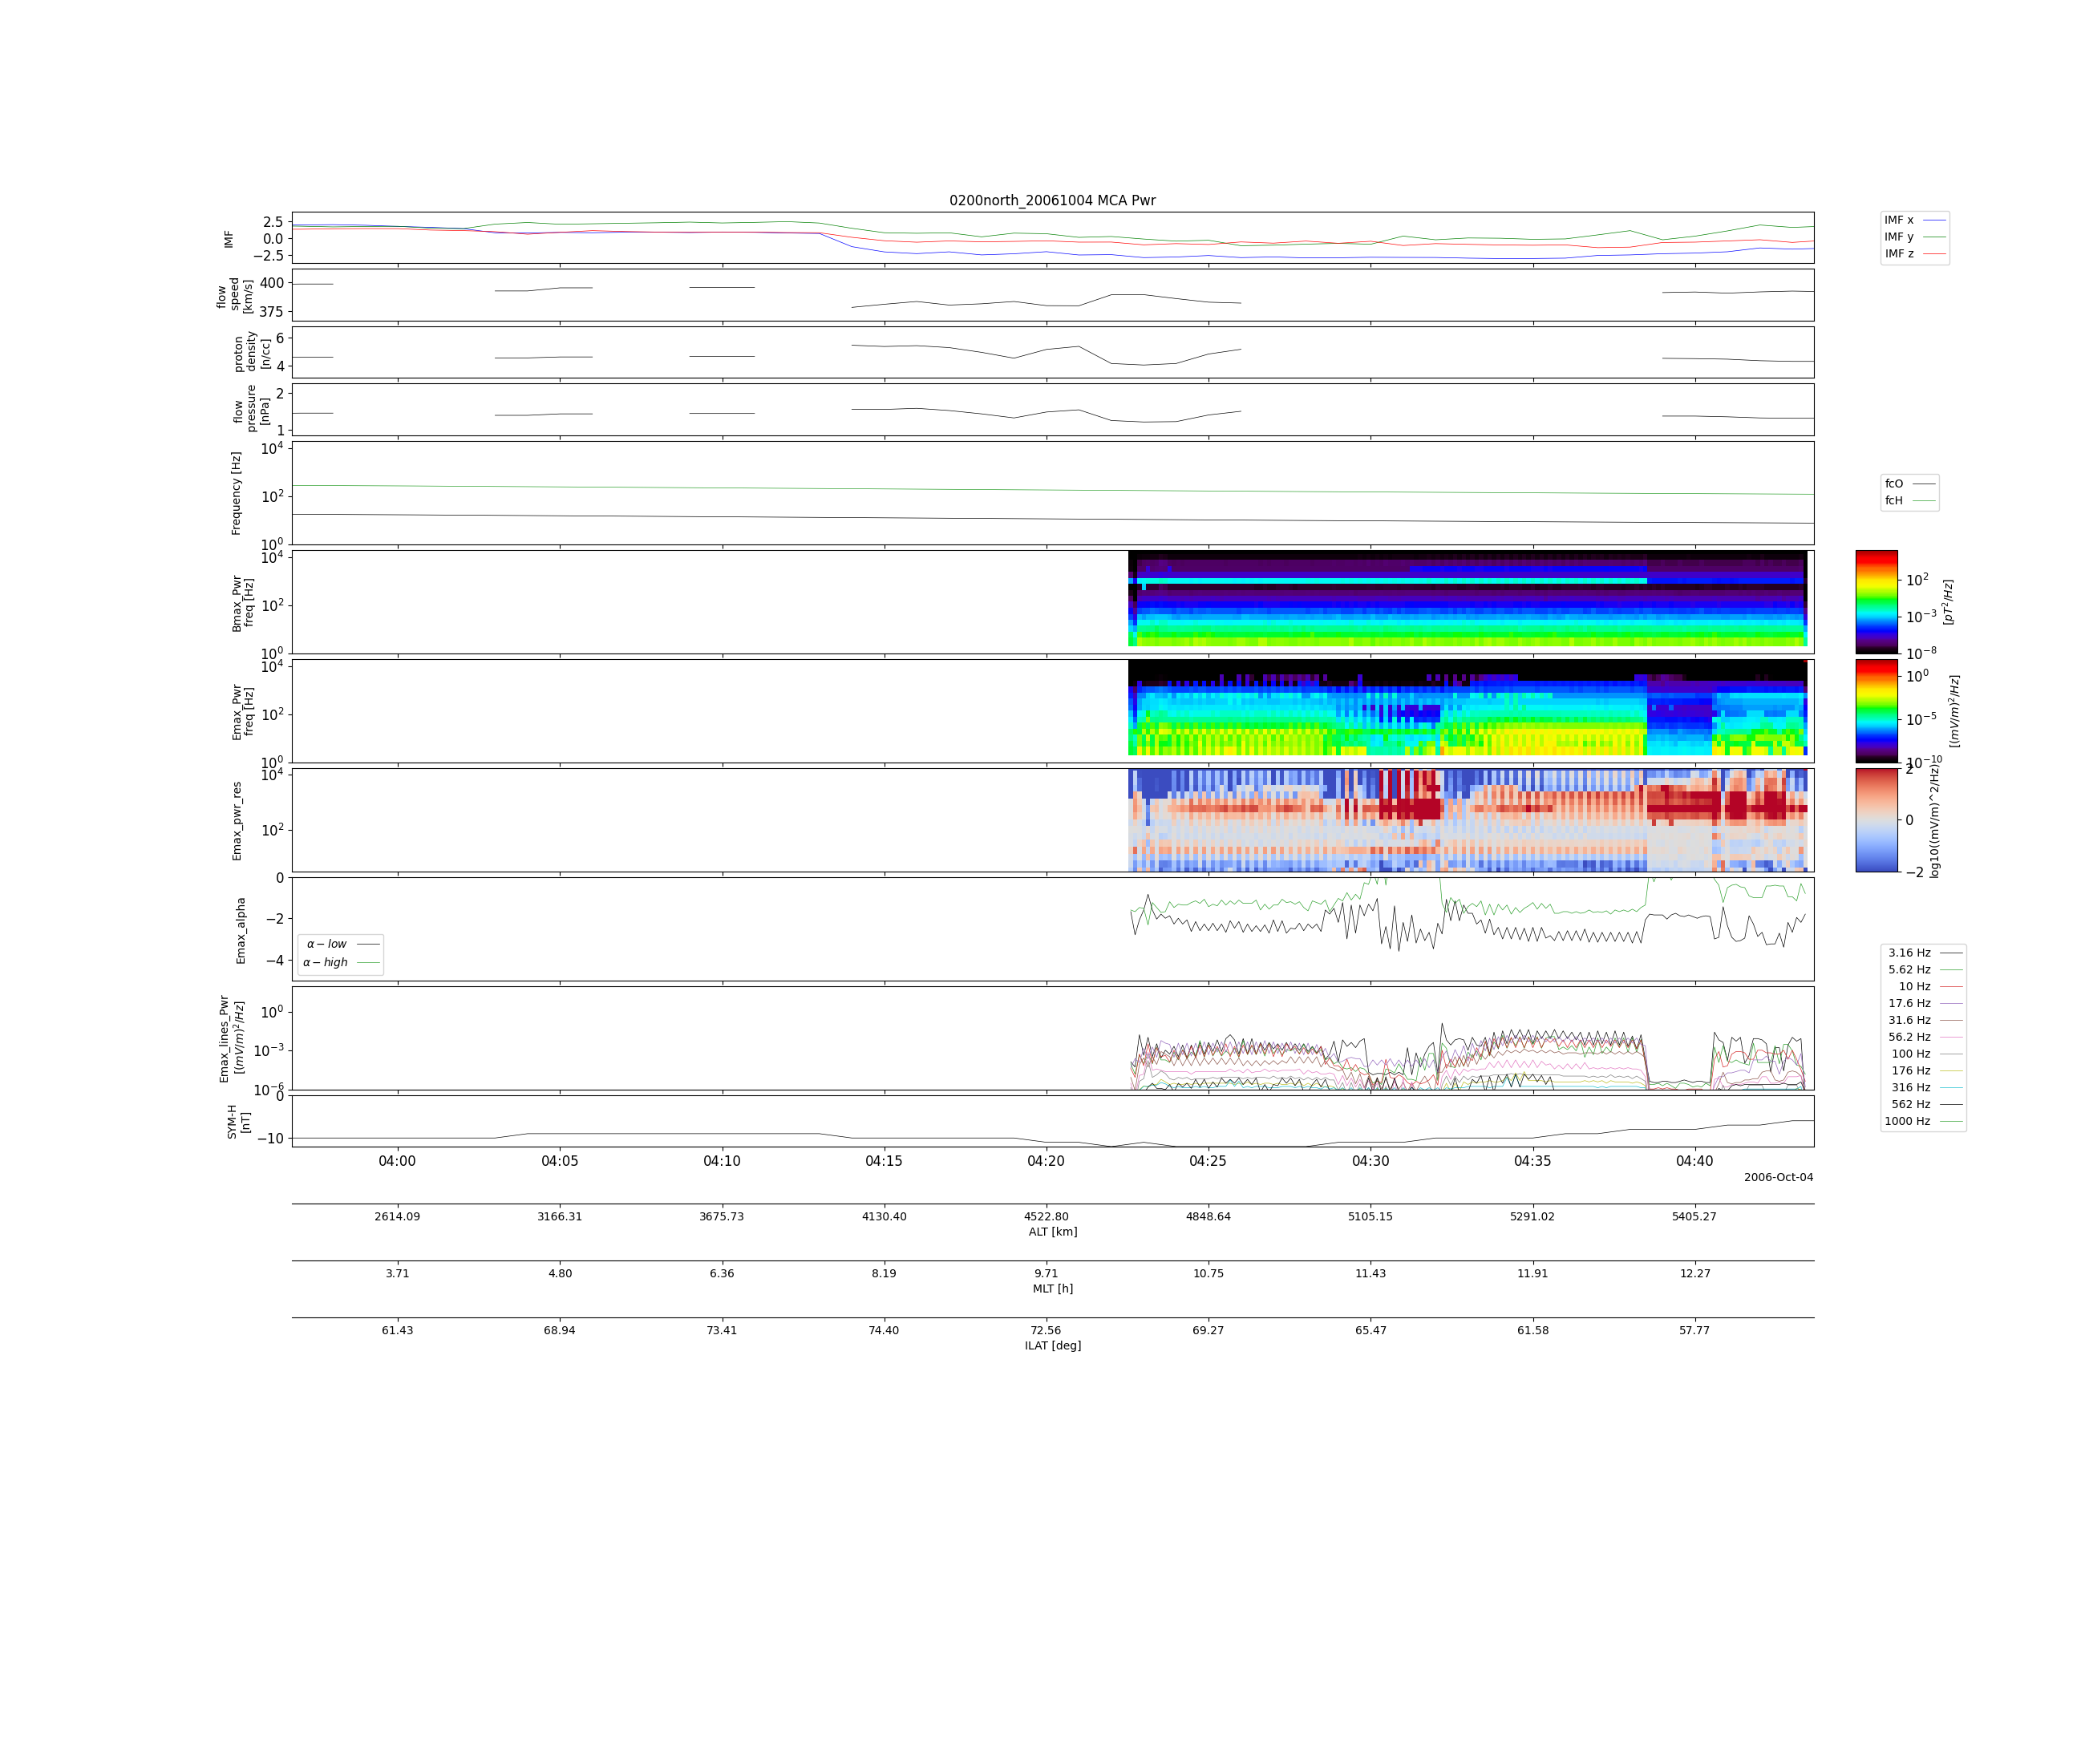 0200north_20061004 MCA Pwr
IMF
2.5
0.0
−2.5
IMF x
IMF y
IMF z
flow
speed
[km/s]
400
375
proton
density
[n/cc]
6
4
flow
pressure
[nPa]
2
1
Frequency [Hz]
10^4
10^2
10^0
fcO
fcH
Bmax_Pwr
freq [Hz]
10^4
10^2
10^0
10^2
10^−3
10^−8
[pT^2/Hz]
Emax_Pwr
freq [Hz]
10^4
10^2
10^0
10^0
10^−5
10^−10
[(mV/m)^2/Hz]
Emax_pwr_res
10^4
10^2
2
0
−2
log10((mV/m)^2/Hz)
Emax_alpha
0
−2
−4
α − low
α − high
Emax_lines_Pwr
[(mV/m)^2/Hz]
10^0
10^−3
10^−6
3.16 Hz
5.62 Hz
10 Hz
17.6 Hz
31.6 Hz
56.2 Hz
100 Hz
176 Hz
316 Hz
562 Hz
1000 Hz
SYM-H
[nT]
0
−10
04:00 04:05 04:10 04:15 04:20 04:25 04:30 04:35 04:40
2006-Oct-04
2614.09 3166.31 3675.73 4130.40 4522.80 4848.64 5105.15 5291.02 5405.27
ALT [km]
3.71 4.80 6.36 8.19 9.71 10.75 11.43 11.91 12.27
MLT [h]
61.43 68.94 73.41 74.40 72.56 69.27 65.47 61.58 57.77
ILAT [deg]